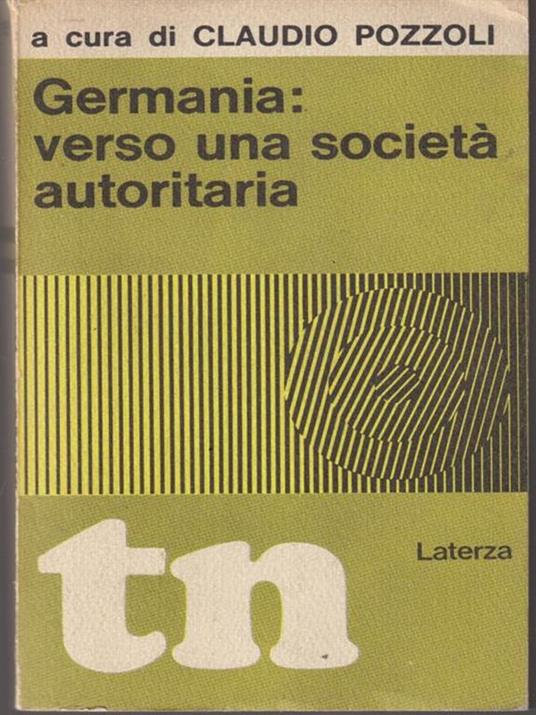 a cura di CLAUDIO POZZOLI
Germania:
verso una società
autoritaria
Laterza
tn